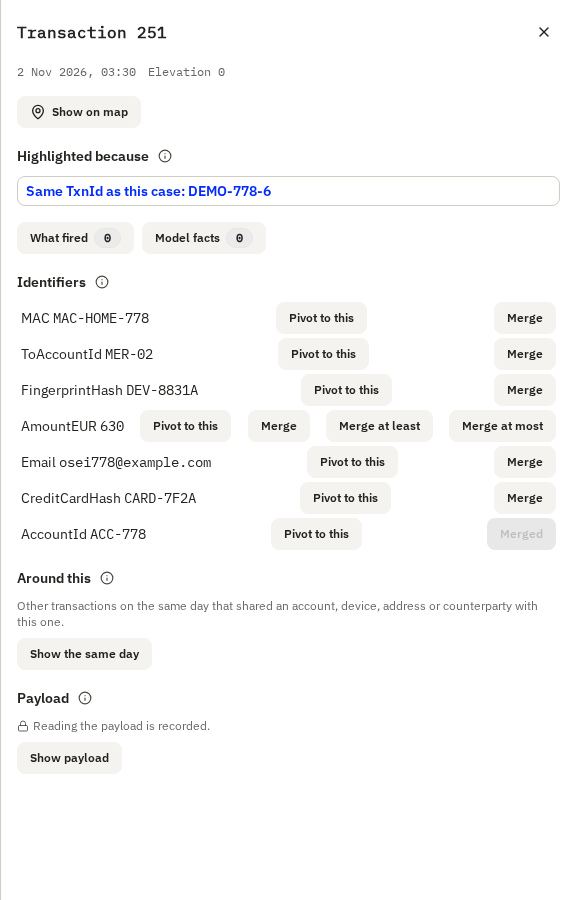 Transaction 251
2 Nov 2026, 03:30 Elevation 0
Show on map
Highlighted because
Same TxnId as this case: DEMO-778-6
What fired 0 Model facts 0
Identifiers
MAC MAC-HOME-778 Pivot to this Merge
ToAccountId MER-02 Pivot to this Merge
FingerprintHash DEV-8831A Pivot to this Merge
AmountEUR 630 Pivot to this Merge Merge at least Merge at most
Email osei778@example.com Pivot to this Merge
CreditCardHash CARD-7F2A Pivot to this Merge
AccountId ACC-778 Pivot to this Merged
Around this
Other transactions on the same day that shared an account, device, address or counterparty with
this one.
Show the same day
Payload
Reading the payload is recorded.
Show payload